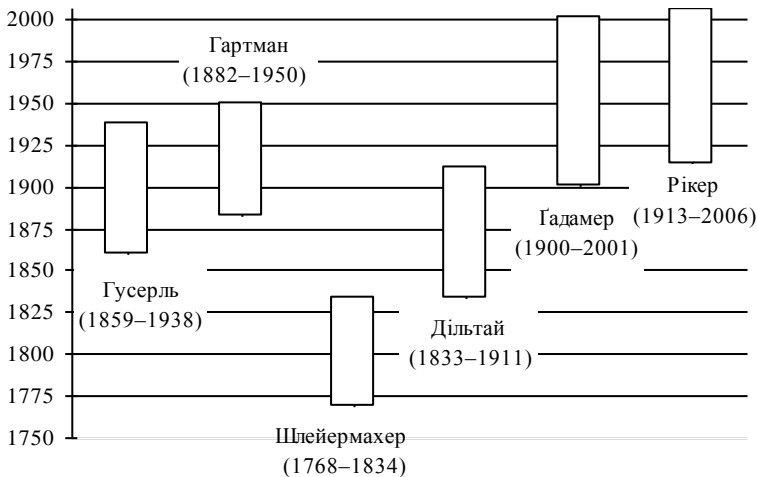 2000
1975
1950
1925
1900
1875
1850
1825
1800
1775
1750
Гартман
(1882–1950)
Гусерль
(1859–1938)
Шлейермахер
(1768–1834)
Дільтай
(1833–1911)
Ґадамер
(1900–2001)
Рікер
(1913–2006)